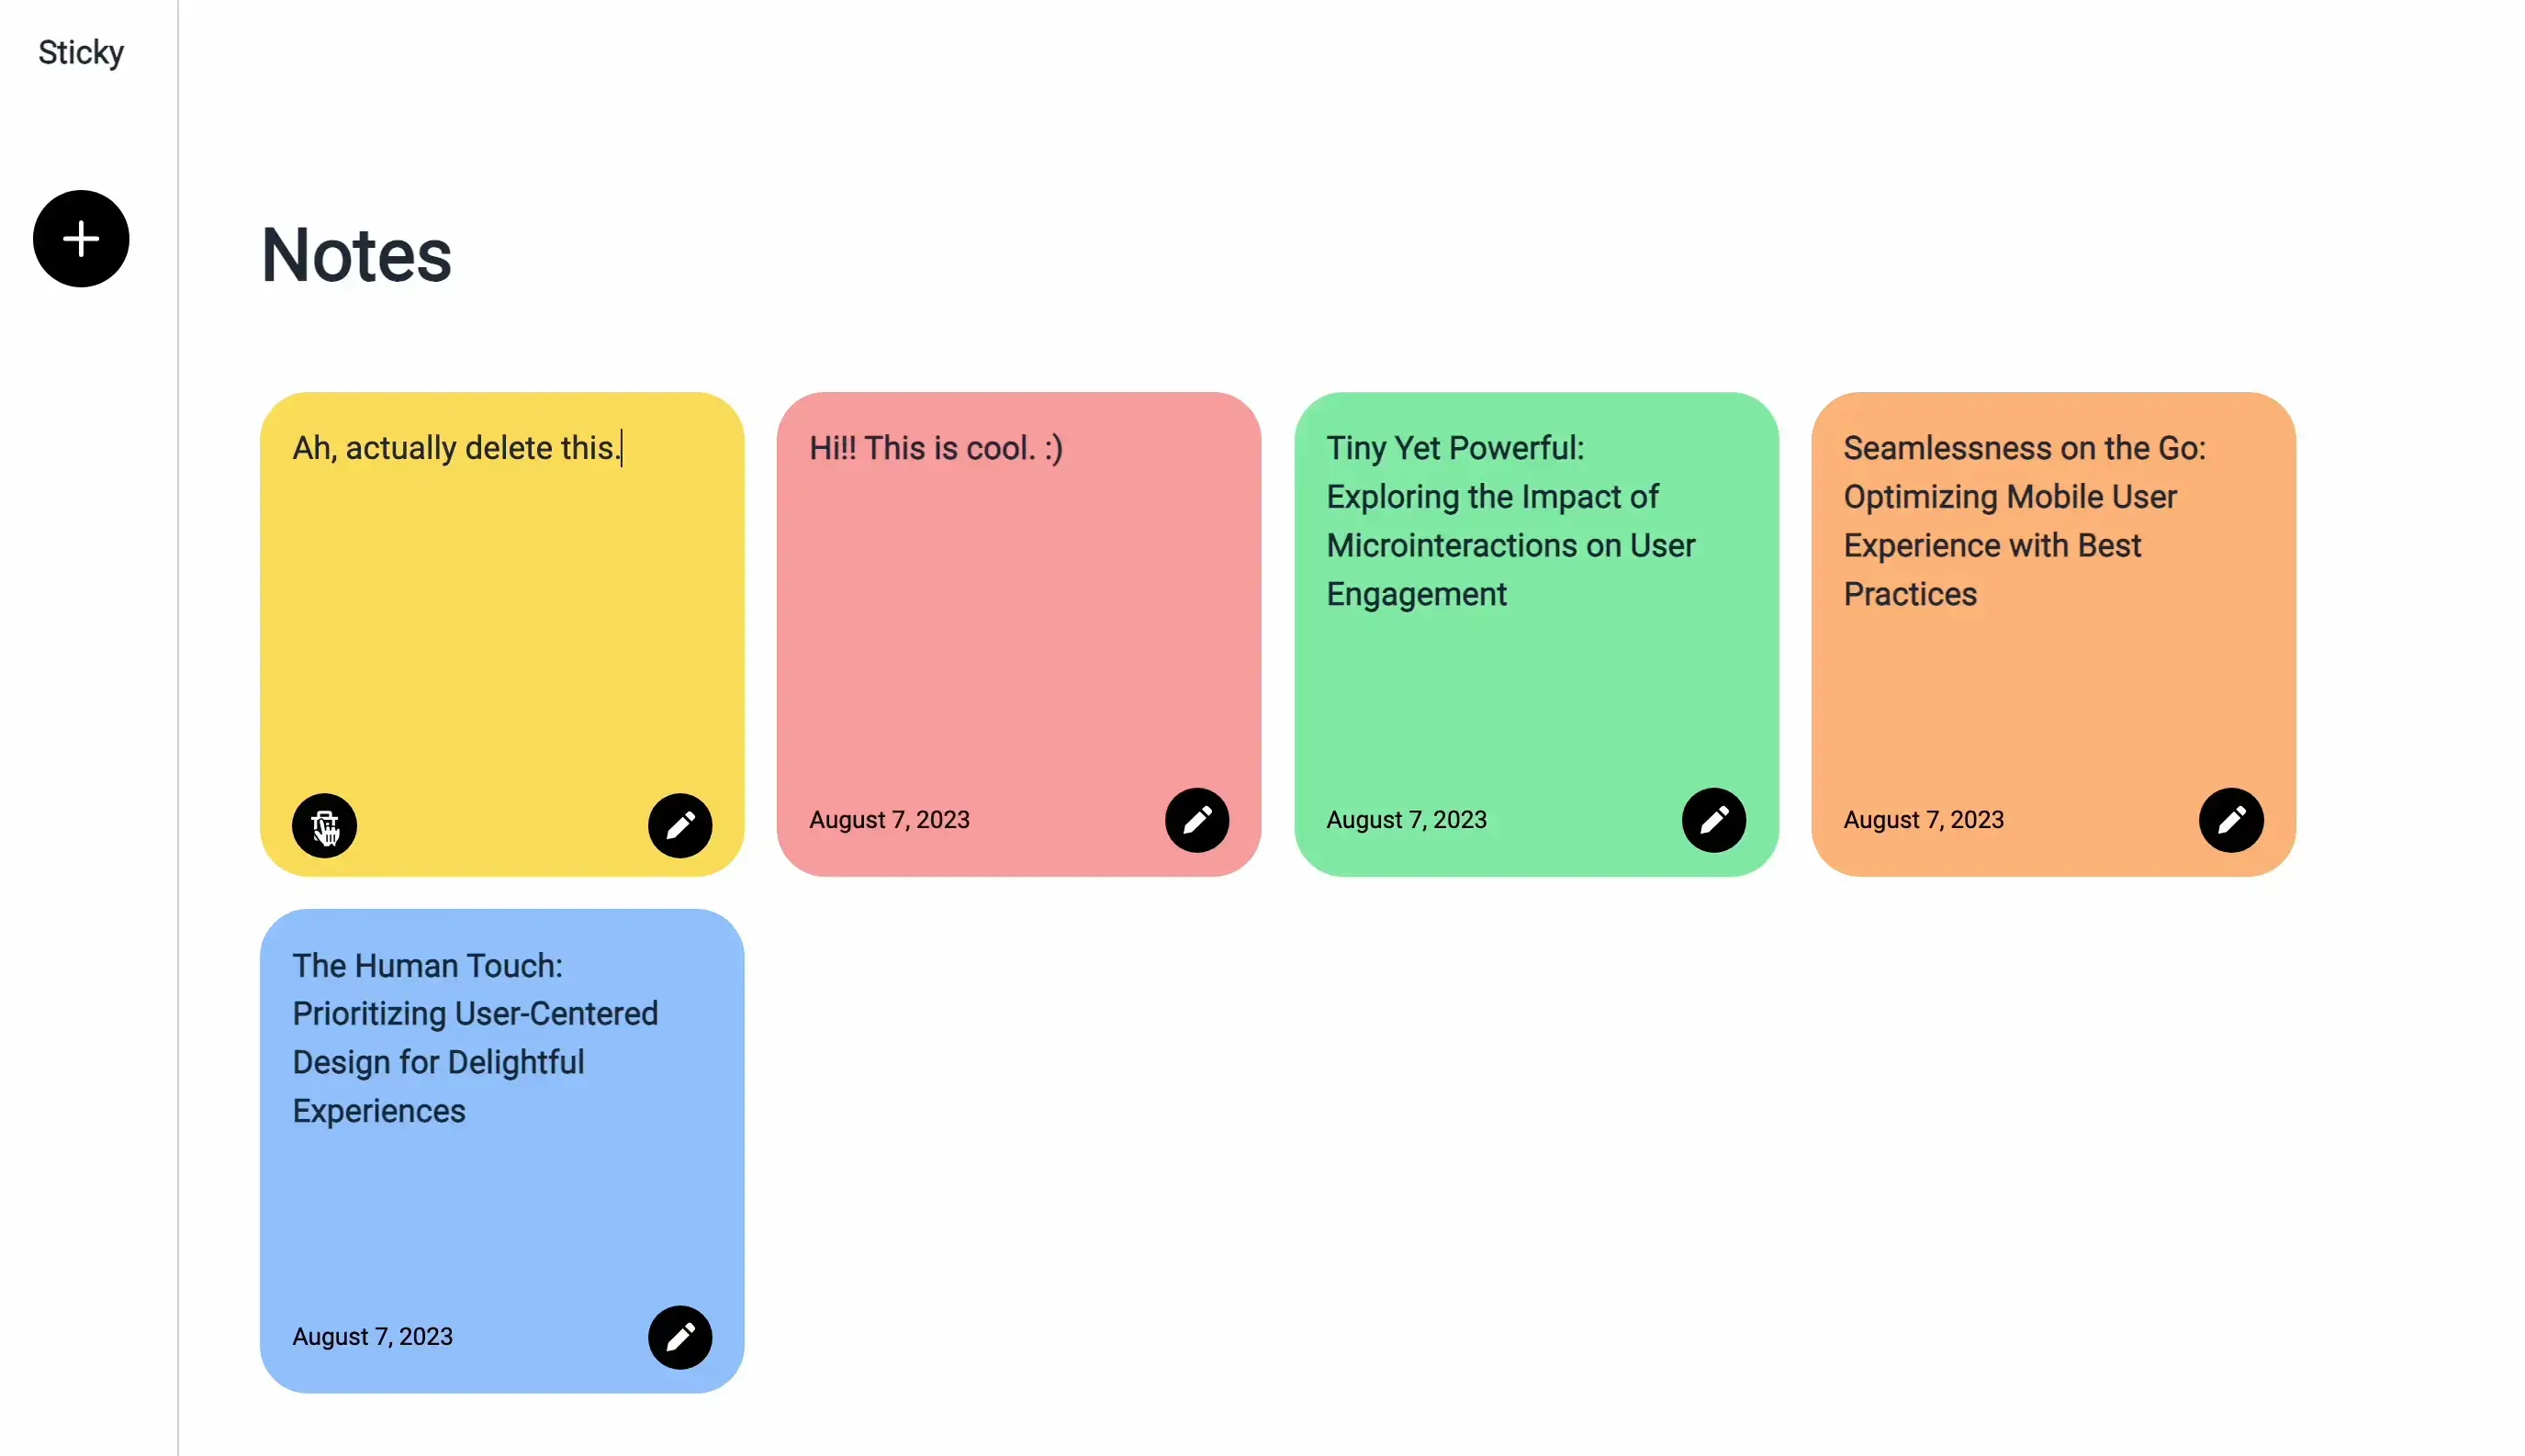 Sticky
Notes
Ah, actually delete this.
Hi!! This is cool. :)
August 7, 2023
Tiny Yet Powerful:
Exploring the Impact of
Microinteractions on User
Engagement
August 7, 2023
Seamlessness on the Go:
Optimizing Mobile User
Experience with Best
Practices
August 7, 2023
The Human Touch:
Prioritizing User-Centered
Design for Delightful
Experiences
August 7, 2023